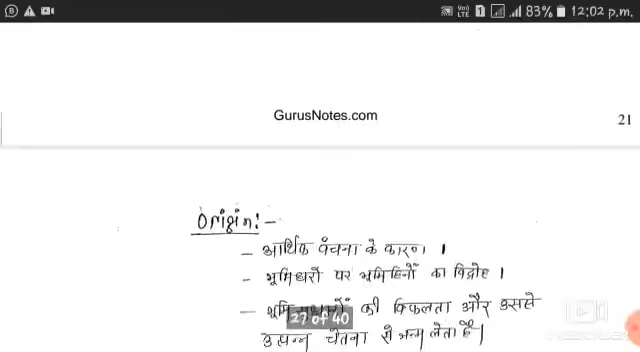 83% 12:02 p.m.
GurusNotes.com
21
Origin:-
- आर्थिक वंचना के कारण ।
- भूमिधरों पर भूमिहिनों का विद्रोह ।
- भूमि की विफलता और उससे
27 of 40
उत्पन्न चेतना से जन्म लेता है।